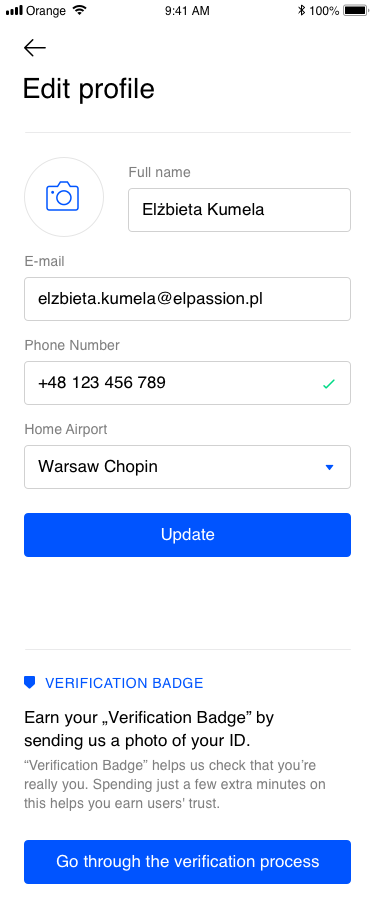 Orange 9:41 AM 100%
Edit profile
Full name
Elżbieta Kumela
E-mail
elzbieta.kumela@elpassion.pl
Phone Number
+48 123 456 789
Home Airport
Warsaw Chopin
Update
VERIFICATION BADGE
Earn your „Verification Badge” by
sending us a photo of your ID.
“Verification Badge” helps us check that you’re
really you. Spending just a few extra minutes on
this helps you earn users' trust.
Go through the verification process